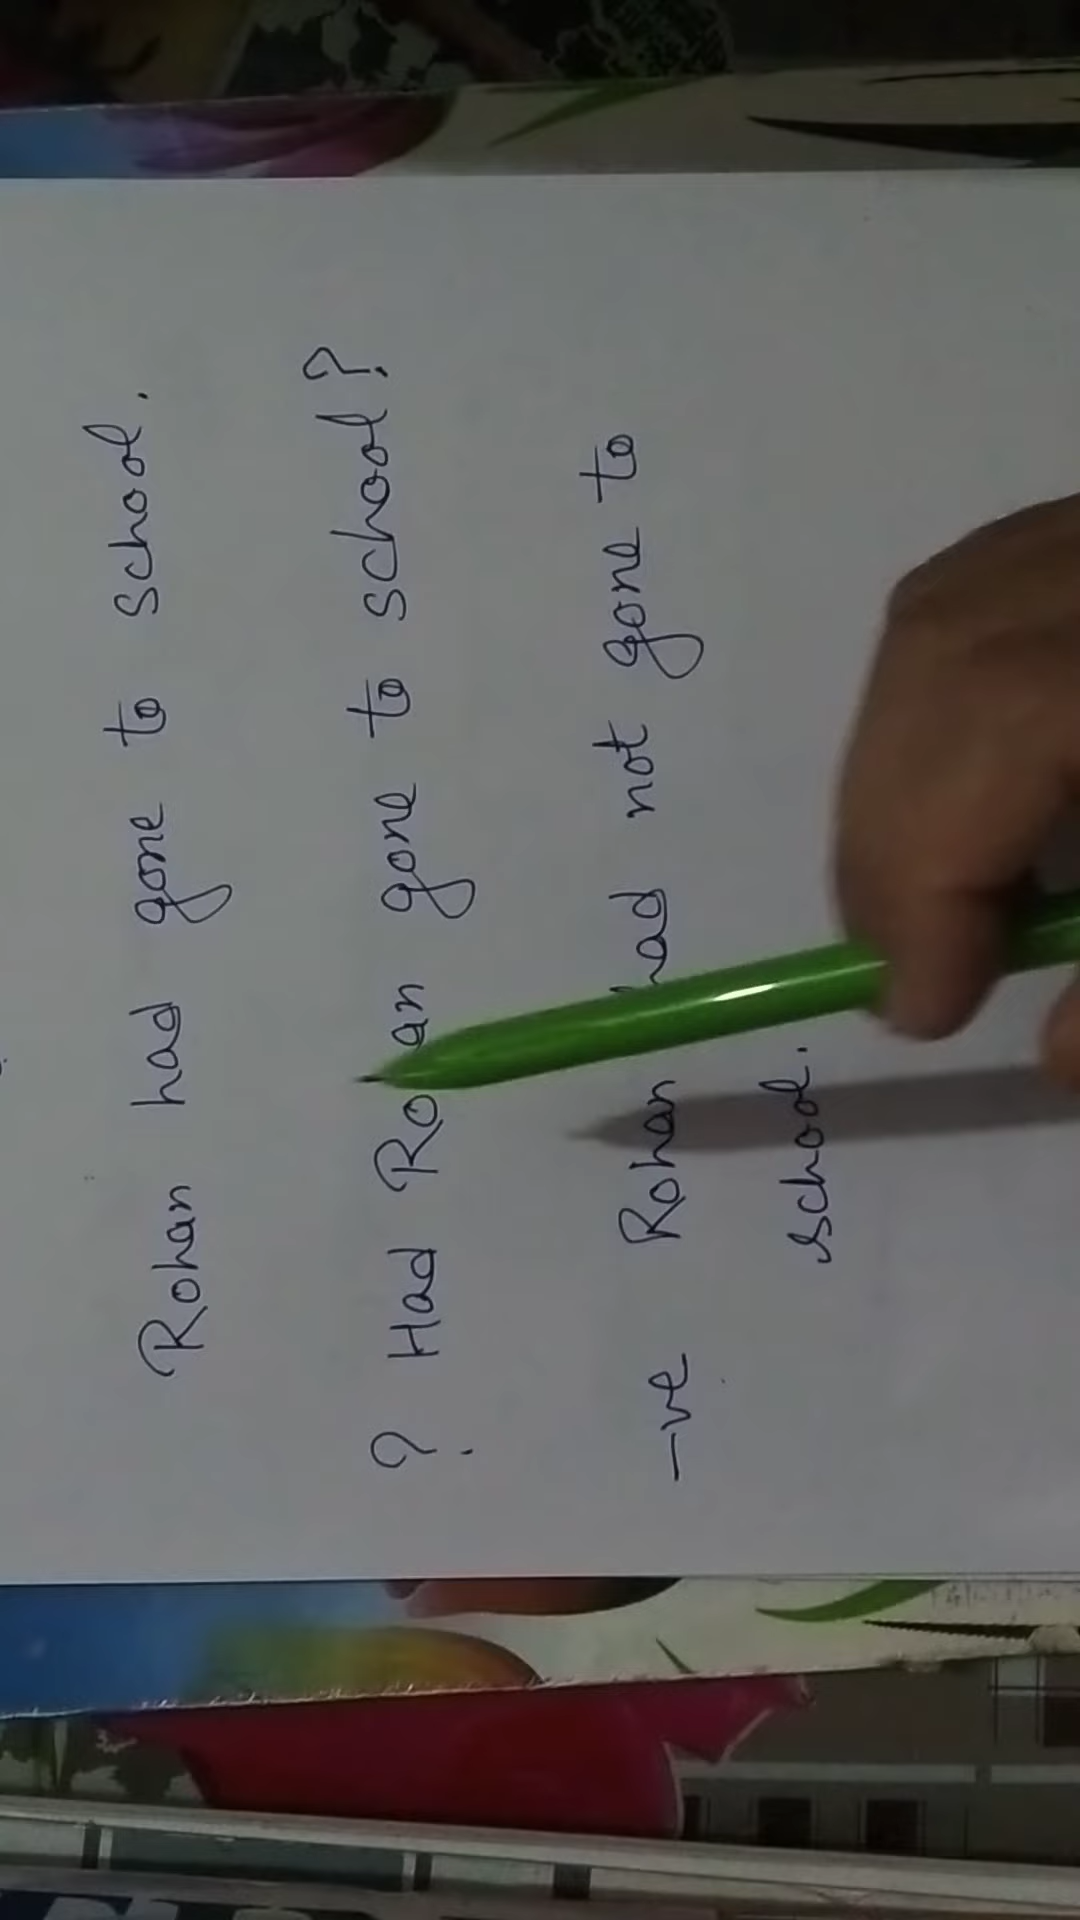 Rohan had gone to school.
? Had Rohan gone to school?
-ve Rohan had not gone to
school.